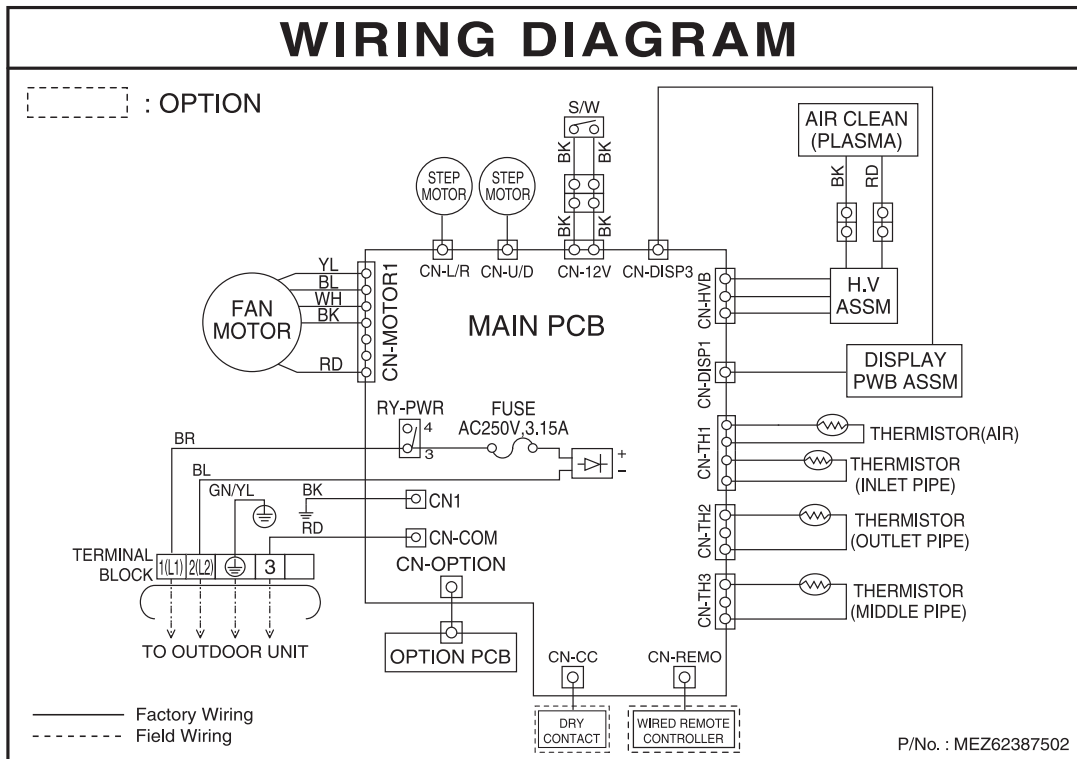 WIRING DIAGRAM
: OPTION
S/W
BK
BK
BK
BK
STEP
MOTOR
STEP
MOTOR
AIR CLEAN
(PLASMA)
BK
RD
CN-L/R
CN-U/D
CN-12V
CN-DISP3
YL
BL
WH
BK
RD
FAN
MOTOR
CN-MOTOR1
MAIN PCB
CN-HVB
H.V
ASSM
CN-DISP1
DISPLAY
PWB ASSM
RY-PWR
4
3
FUSE
AC250V,3.15A
+
-
BR
BL
GN/YL
BK
CN1
RD
CN-COM
CN-TH1
THERMISTOR(AIR)
THERMISTOR
(INLET PIPE)
CN-TH2
THERMISTOR
(OUTLET PIPE)
CN-TH3
THERMISTOR
(MIDDLE PIPE)
TERMINAL
BLOCK
1(L1)
2(L2)
3
TO OUTDOOR UNIT
CN-OPTION
OPTION PCB
CN-CC
DRY
CONTACT
CN-REMO
WIRED REMOTE
CONTROLLER
Factory Wiring
Field Wiring
P/No. : MEZ62387502